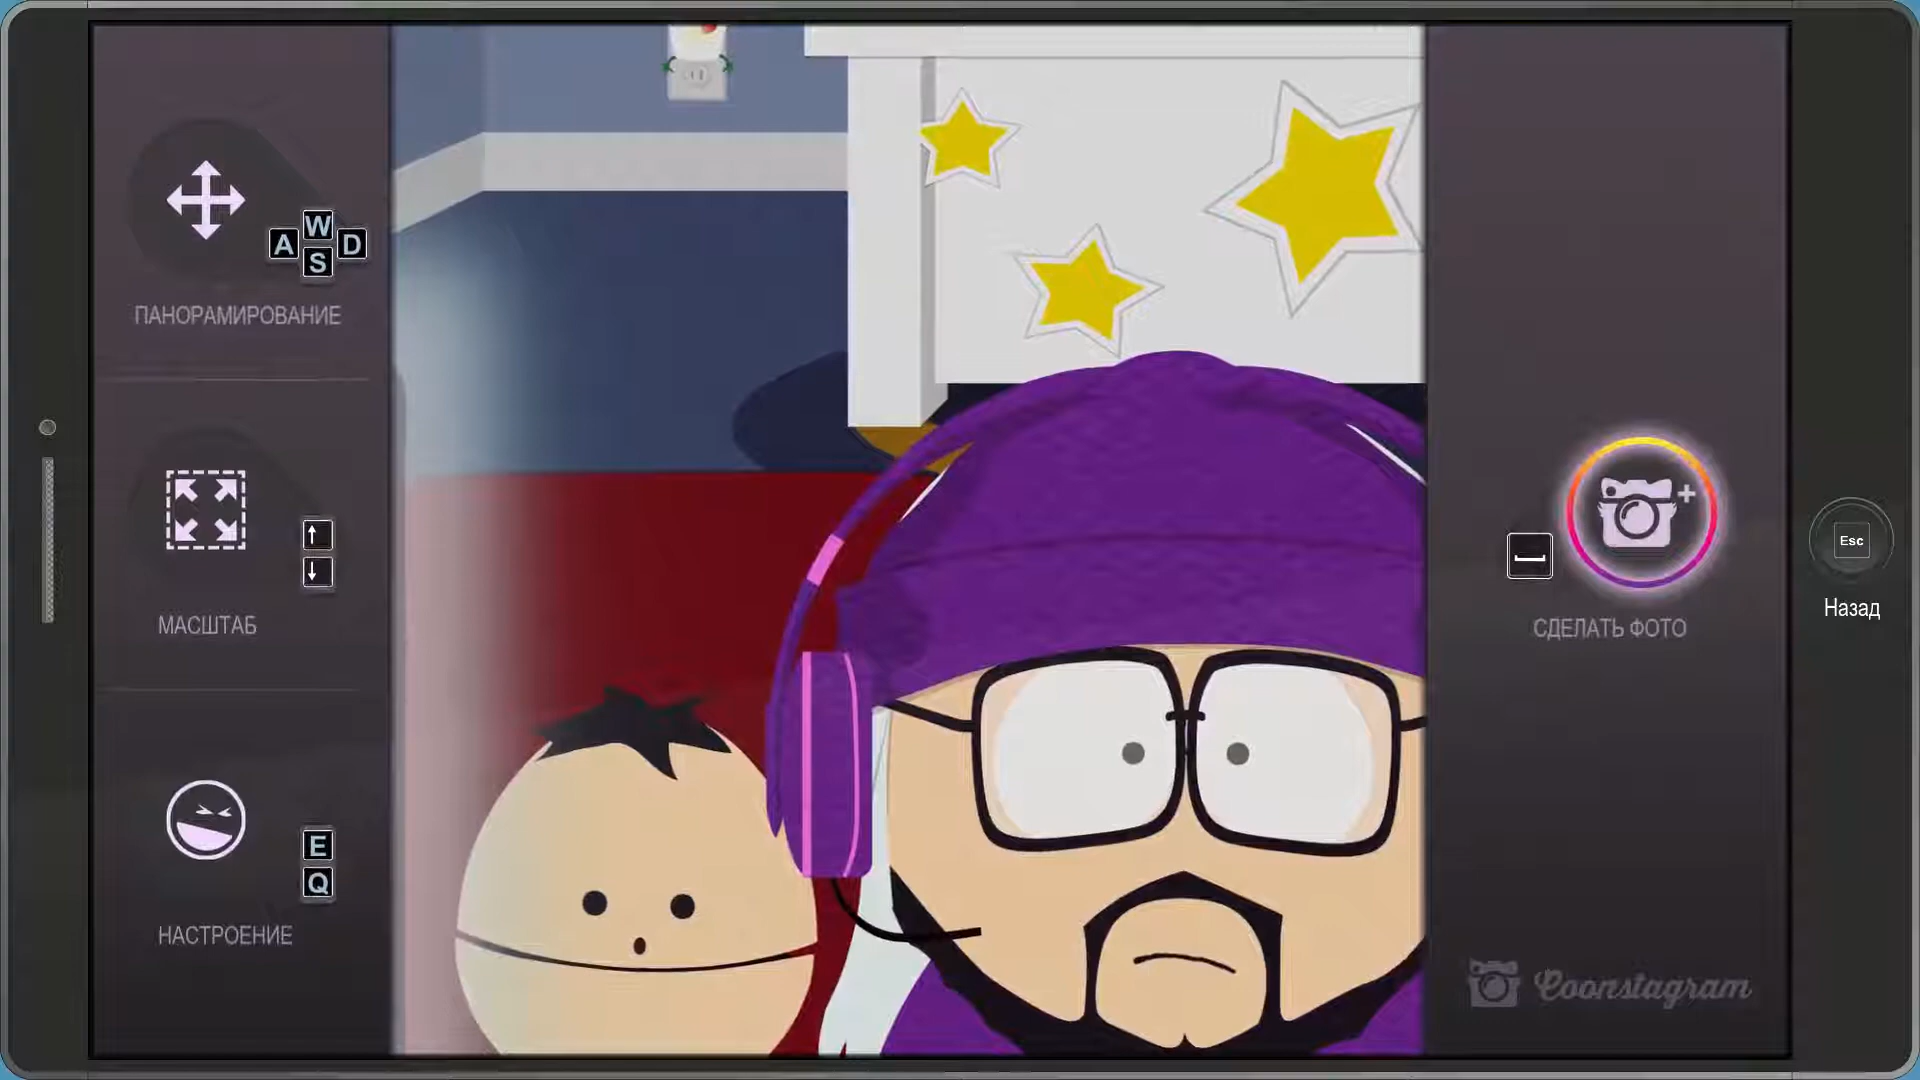 W
A
D
S
ПАНОРАМИРОВАНИЕ
↑
↓
МАСШТАБ
E
Q
НАСТРОЕНИЕ
СДЕЛАТЬ ФОТО
Esc
Назад
Coonstagram